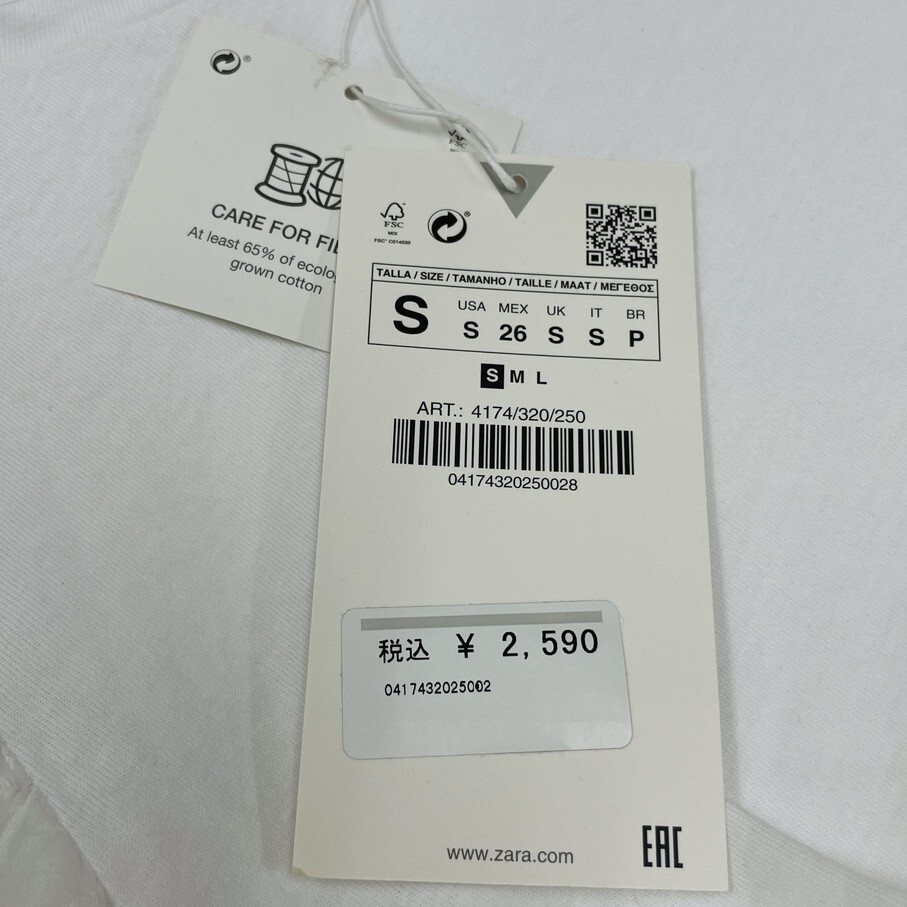 CARE FOR
At least 65% of
grown cotton
FSC
FSC
MIX
FSC® C014030
TALLA / SIZE / TAMANHO / TAILLE / MAAT / ΜΕΓΕΘΟΣ
S
USA MEX UK IT BR
S 26 S S P
S M L
ART.: 4174/320/250
04174320250028
税込 ¥ 2,590
0417432025002
www.zara.com
EAC